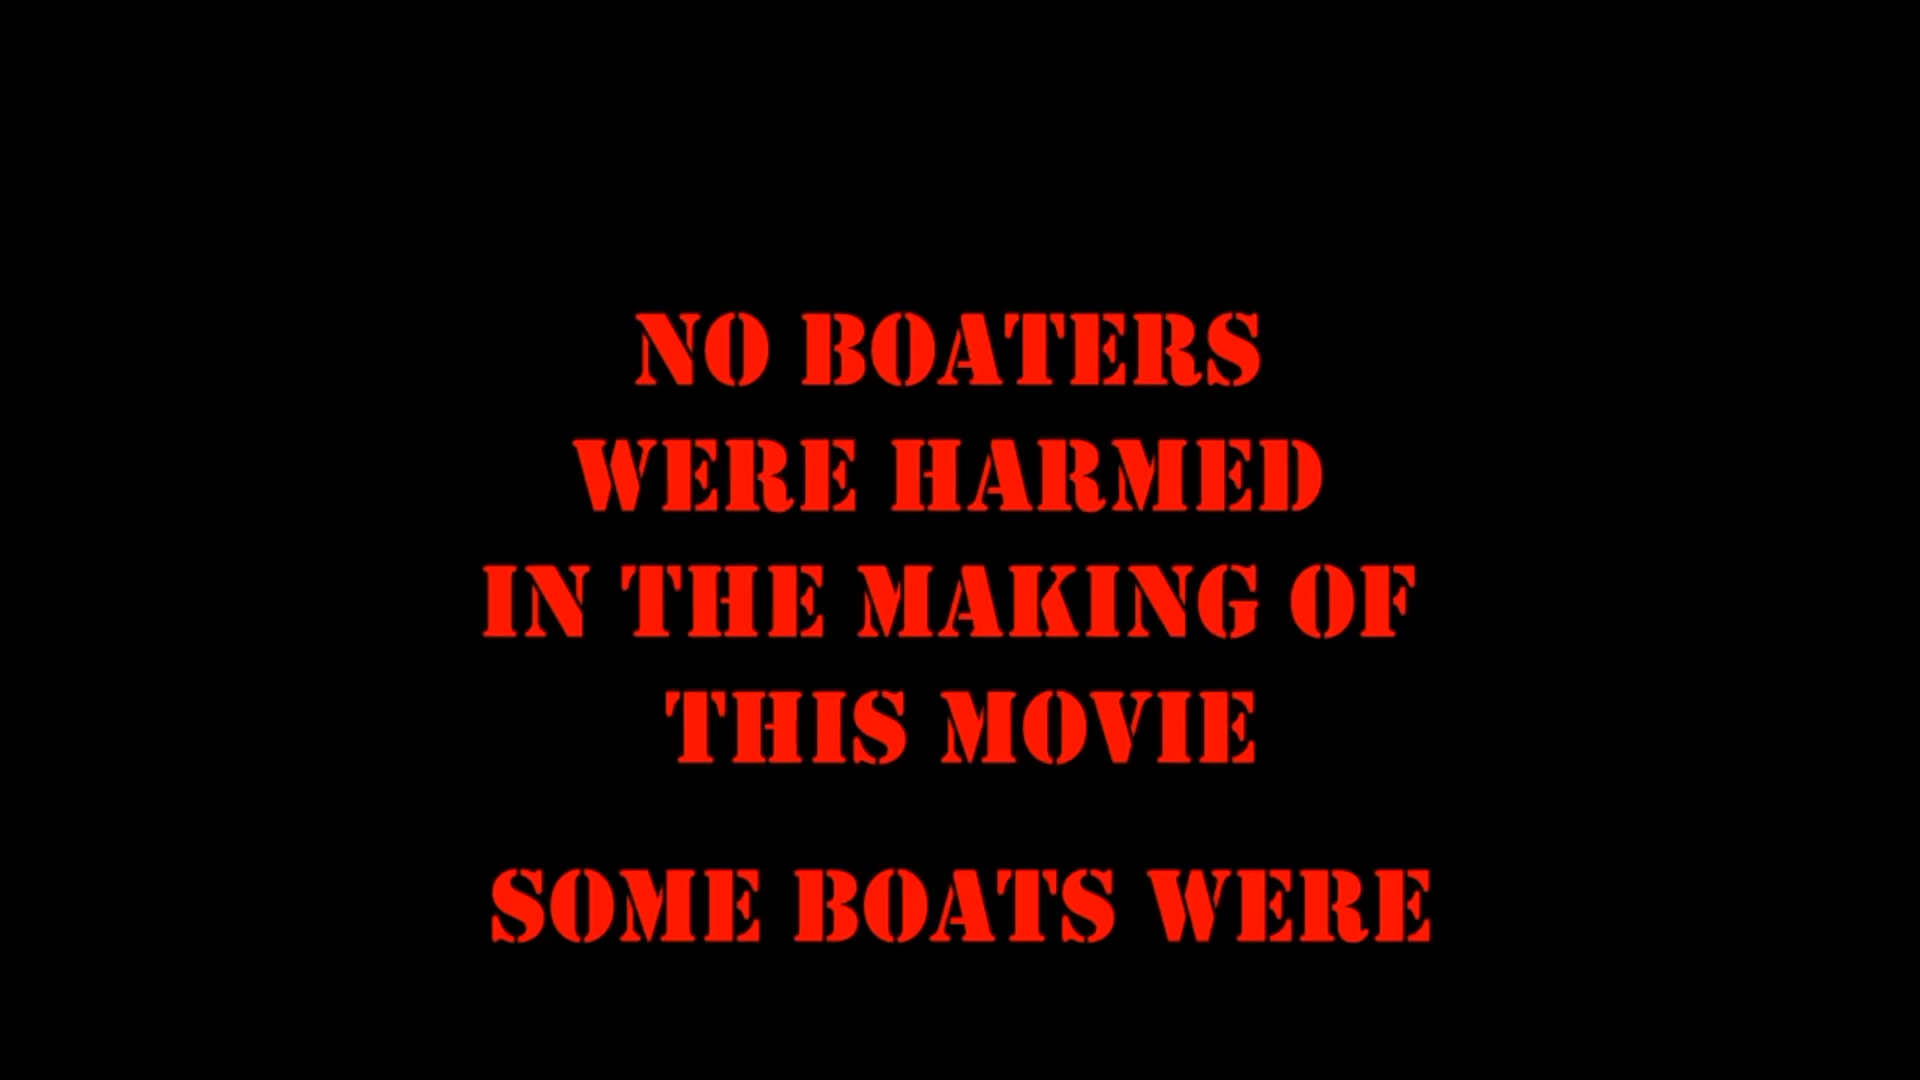 NO BOATERS
WERE HARMED
IN THE MAKING OF
THIS MOVIE
SOME BOATS WERE